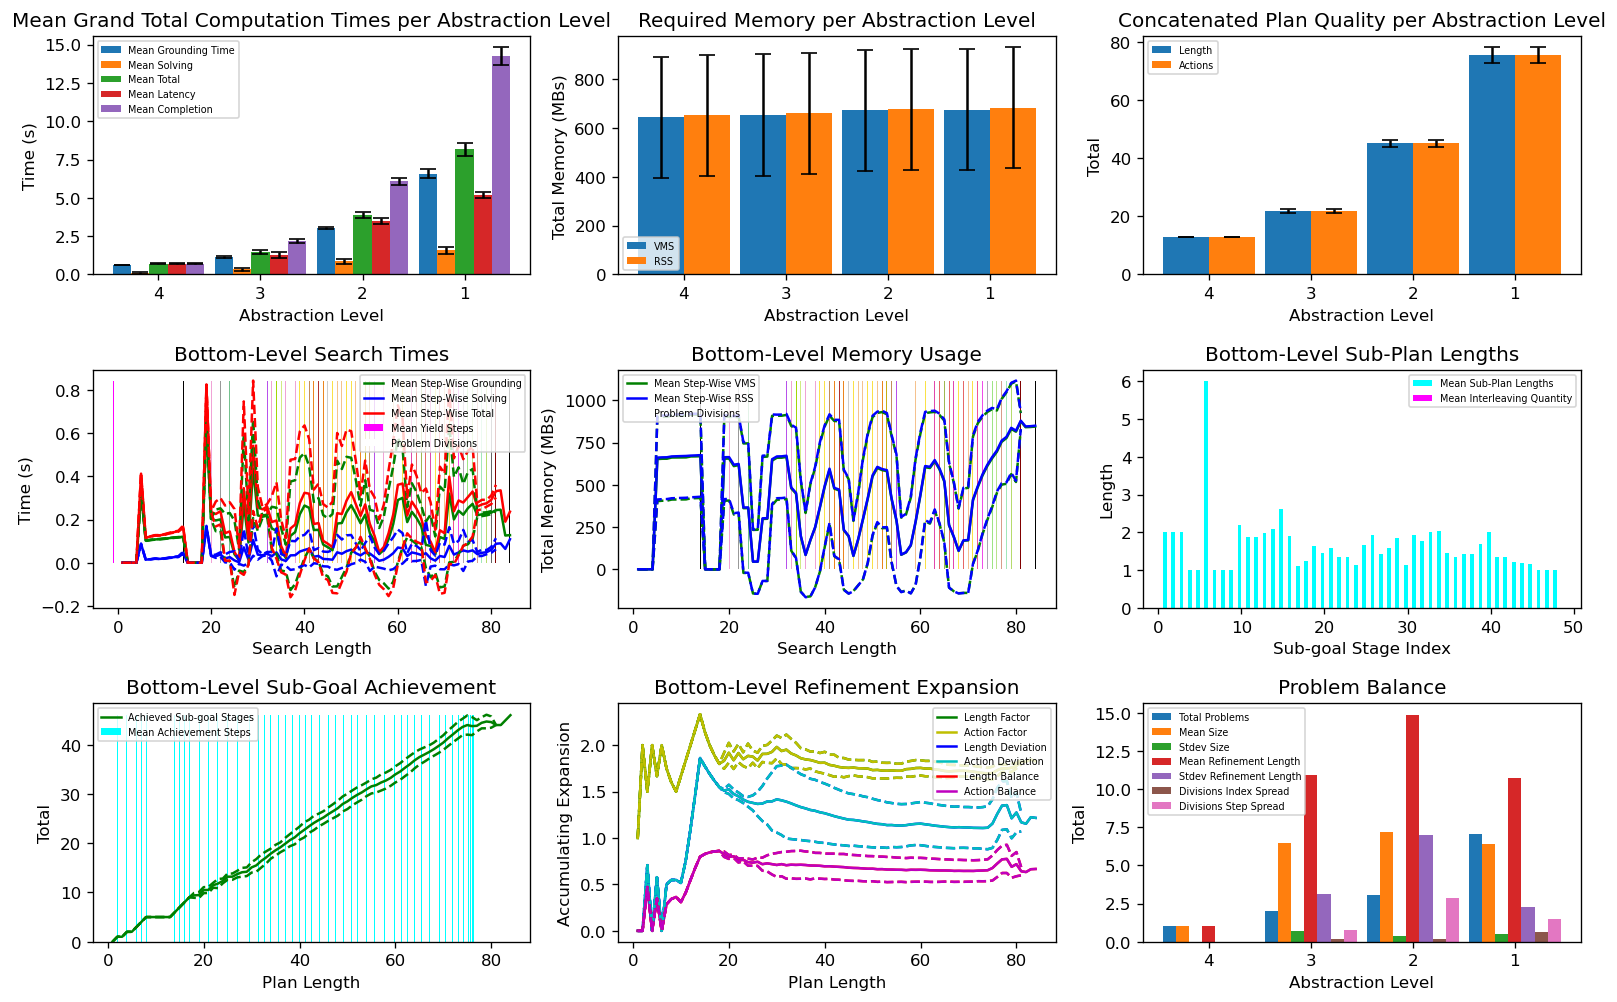 Mean Grand Total Computation Times per Abstraction Level
Time (s)
15.0
12.5
10.0
7.5
5.0
2.5
0.0
Mean Grounding Time
Mean Solving
Mean Total
Mean Latency
Mean Completion
4 3 2 1
Abstraction Level
Required Memory per Abstraction Level
Total Memory (MBs)
800
600
400
200
0
VMS
RSS
4 3 2 1
Abstraction Level
Concatenated Plan Quality per Abstraction Level
Total
80
60
40
20
0
Length
Actions
4 3 2 1
Abstraction Level
Bottom-Level Search Times
Time (s)
0.8
0.6
0.4
0.2
0.0
−0.2
Mean Step-Wise Grounding
Mean Step-Wise Solving
Mean Step-Wise Total
Mean Yield Steps
Problem Divisions
0 20 40 60 80
Search Length
Bottom-Level Memory Usage
Total Memory (MBs)
1000
750
500
250
0
Mean Step-Wise VMS
Mean Step-Wise RSS
Problem Divisions
0 20 40 60 80
Search Length
Bottom-Level Sub-Plan Lengths
Length
6
5
4
3
2
1
0
Mean Sub-Plan Lengths
Mean Interleaving Quantity
0 10 20 30 40 50
Sub-goal Stage Index
Bottom-Level Sub-Goal Achievement
Total
40
30
20
10
0
Achieved Sub-goal Stages
Mean Achievement Steps
0 20 40 60 80
Plan Length
Bottom-Level Refinement Expansion
Accumulating Expansion
2.0
1.5
1.0
0.5
0.0
Length Factor
Action Factor
Length Deviation
Action Deviation
Length Balance
Action Balance
0 20 40 60 80
Plan Length
Problem Balance
Total
15.0
12.5
10.0
7.5
5.0
2.5
0.0
Total Problems
Mean Size
Stdev Size
Mean Refinement Length
Stdev Refinement Length
Divisions Index Spread
Divisions Step Spread
4 3 2 1
Abstraction Level